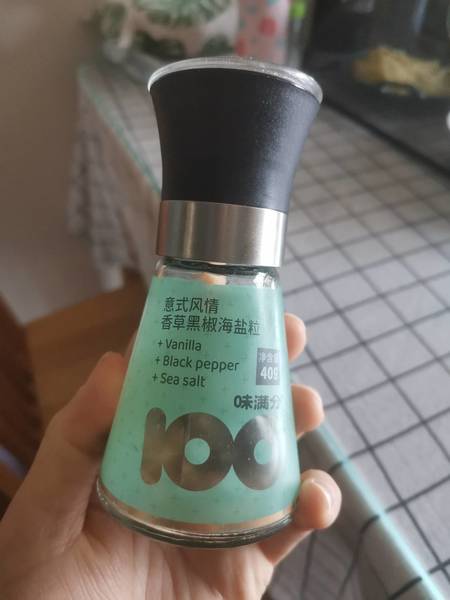 意式风情
香草黑椒海盐粒
+ Vanilla
+ Black pepper
+ Sea salt
净含量
40g
味满分
100